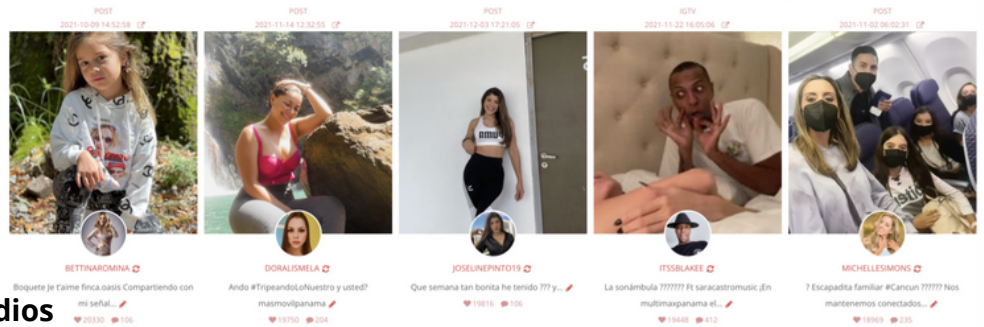 POST
2021-10-09 14:52:58
BETTINAROMINA
Boquete Je t'aime finca.oasis Compartiendo con
mi señal...
20330 106
POST
2021-11-14 12:32:55
DORALISMELA
Ando #TripeandoLoNuestro y usted?
masmovilpanama
19750 204
POST
2021-12-03 17:21:05
AMWG
JOSELINEPINTO19
Que semana tan bonita he tenido ??? y...
19816 106
IGTV
2021-11-22 16:05:06
ITSSBLAKEE
La sonámbula ??????? Ft saracastromusic ¡En
multimaxpanama el...
19448 412
POST
2021-11-02 06:02:31
MICHELLESIMONS
? Escapadita familiar #Cancun ?????? Nos
mantenemos conectados...
18969 235
dios